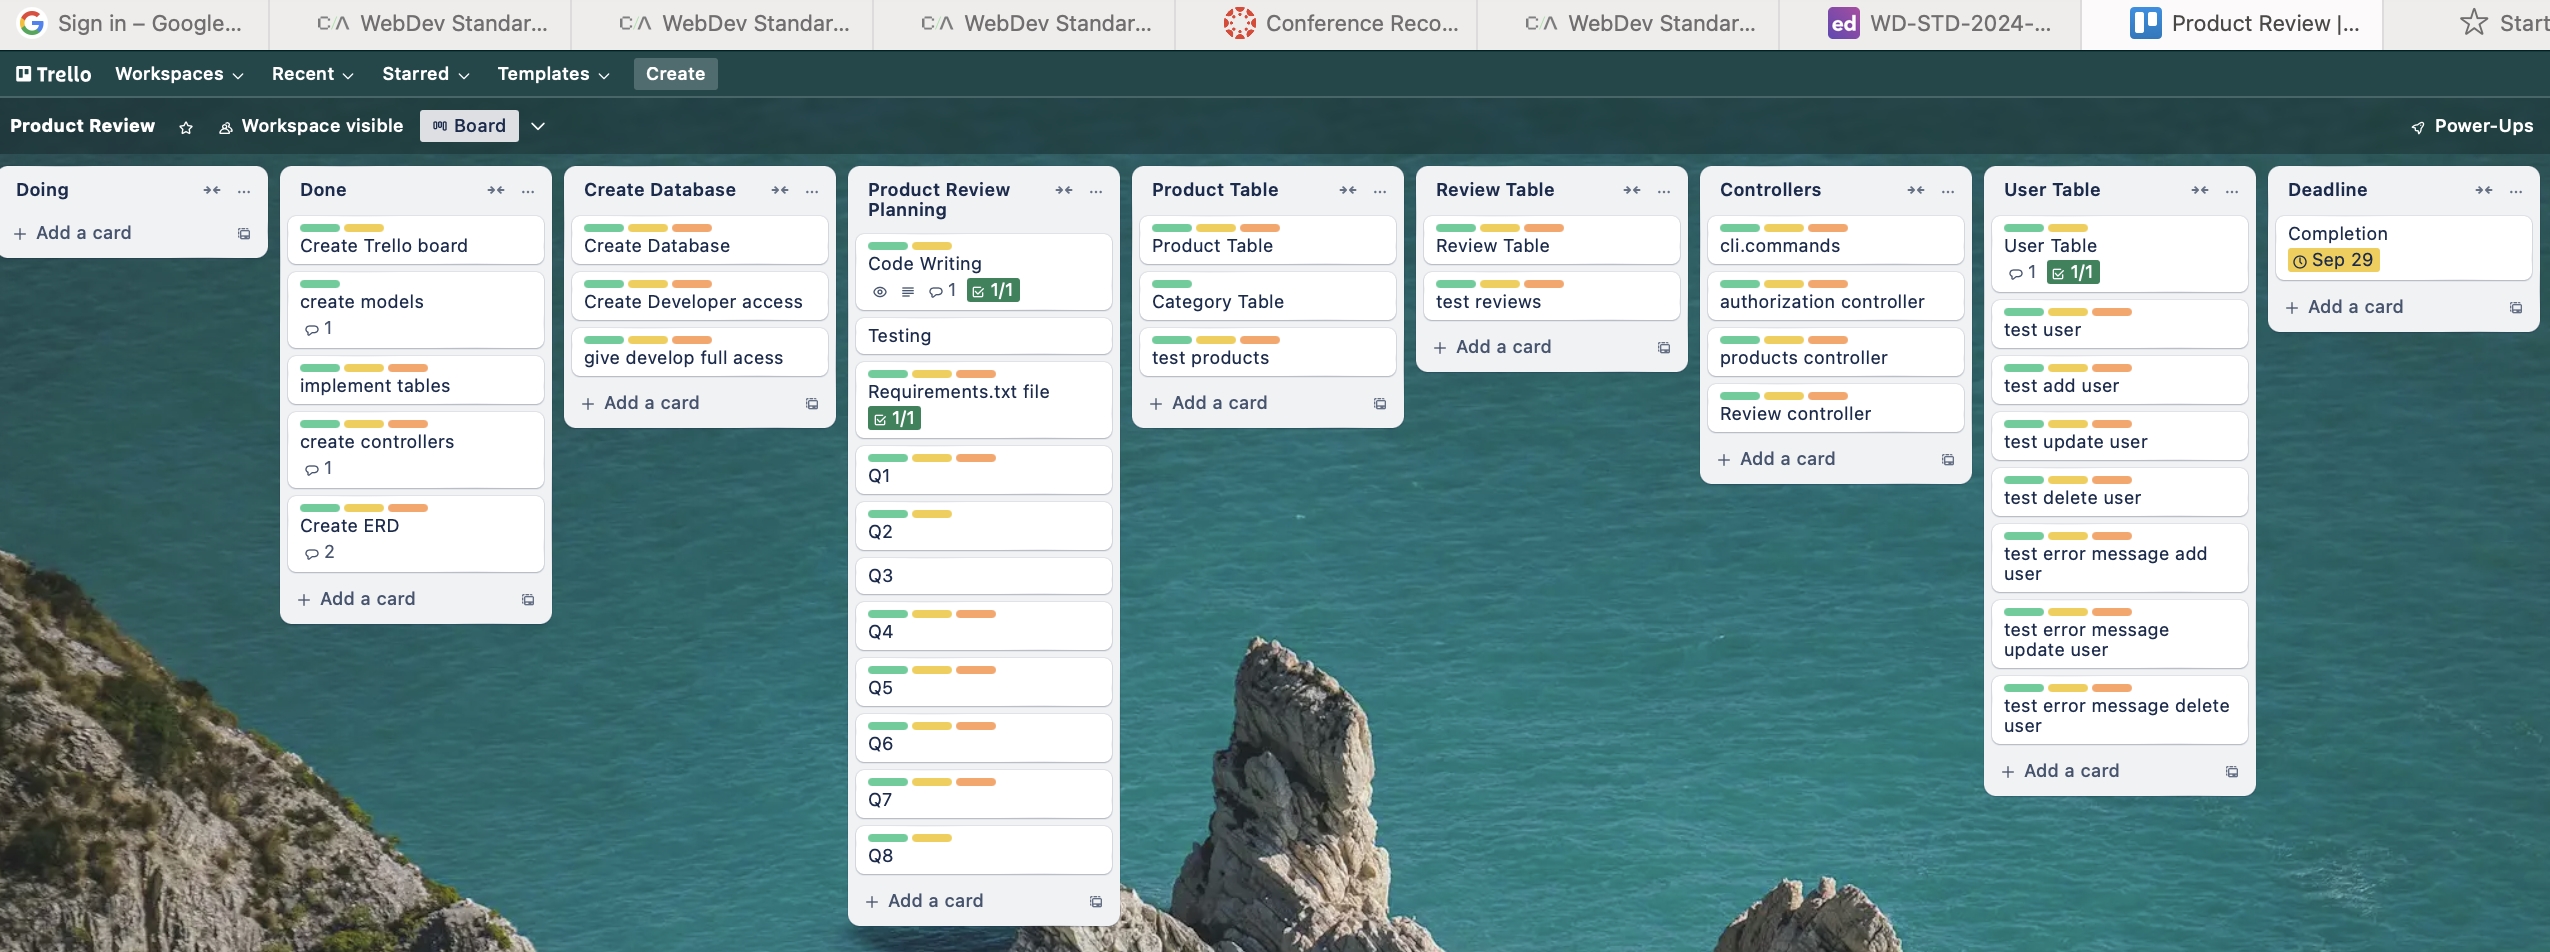 Sign in – Google...
C/\ WebDev Standar...
C/\ WebDev Standar...
C/\ WebDev Standar...
Conference Reco...
C/\ WebDev Standar...
ed WD-STD-2024-...
Product Review |...
Start
Trello Workspaces Recent Starred Templates Create
Product Review Workspace visible Board Power-Ups
Doing
+ Add a card
Done
Create Trello board
create models
1
implement tables
create controllers
1
Create ERD
2
+ Add a card
Create Database
Create Database
Create Developer access
give develop full acess
+ Add a card
Product Review
Planning
Code Writing
1 1/1
Testing
Requirements.txt file
1/1
Q1
Q2
Q3
Q4
Q5
Q6
Q7
Q8
+ Add a card
Product Table
Product Table
Category Table
test products
+ Add a card
Review Table
Review Table
test reviews
+ Add a card
Controllers
cli.commands
authorization controller
products controller
Review controller
+ Add a card
User Table
User Table
1 1/1
test user
test add user
test update user
test delete user
test error message add
user
test error message
update user
test error message delete
user
+ Add a card
Deadline
Completion
Sep 29
+ Add a card